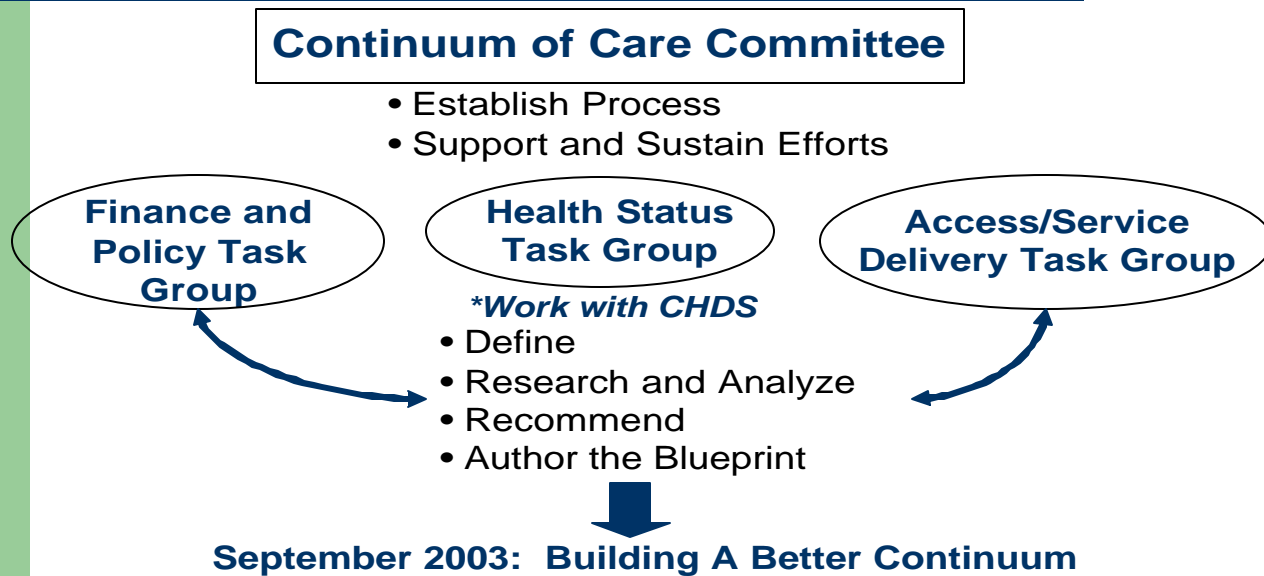 Continuum of Care Committee
• Establish Process
• Support and Sustain Efforts
Finance and
Policy Task
Group
Health Status
Task Group
Access/Service
Delivery Task Group
*Work with CHDS
• Define
• Research and Analyze
• Recommend
• Author the Blueprint
September 2003:  Building A Better Continuum